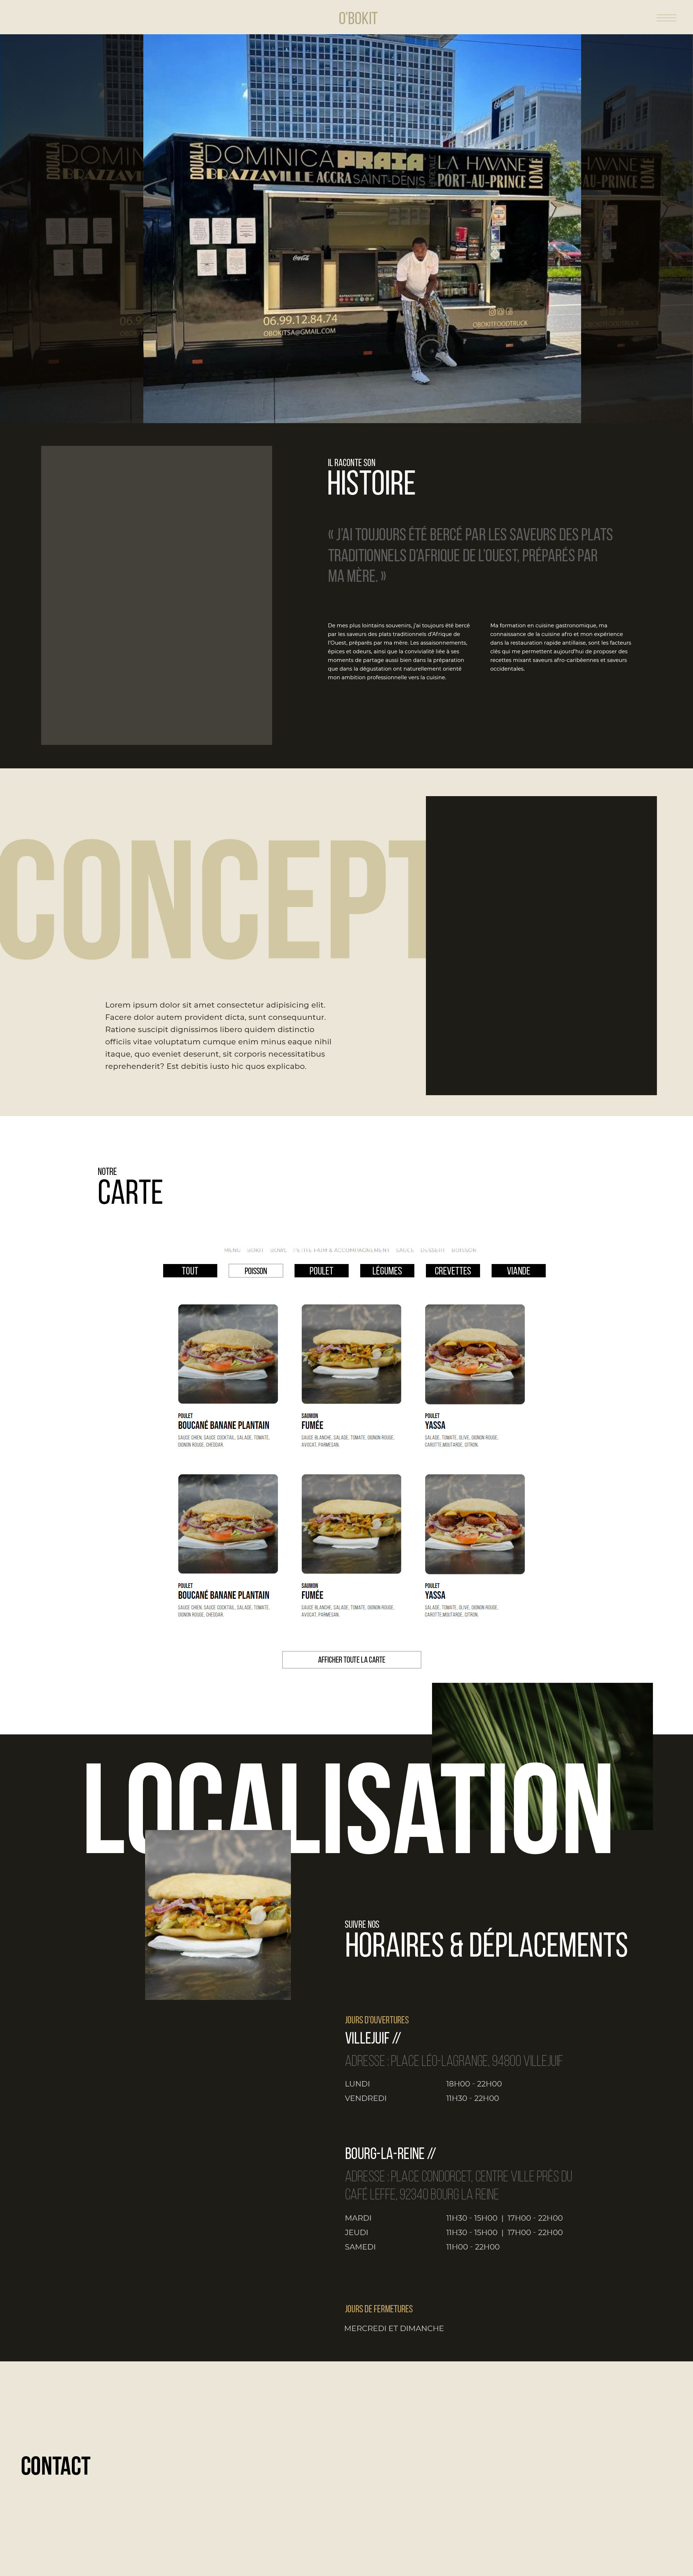 O'BOKIT
DOUALA
DOMINICA
PRAIA
LA HAVANE
LOMÉ
BRAZZAVILLE
ACCRA
SAINT-DENIS
PORT-AU-PRINCE
Coca-Cola
06.99.12.84.74
OBOKITSA@GMAIL.COM
OBOKITFOODTRUCK
IL RACONTE SON
HISTOIRE
« J'AI TOUJOURS ÉTÉ BERCÉ PAR LES SAVEURS DES PLATS
TRADITIONNELS D'AFRIQUE DE L'OUEST, PRÉPARÉS PAR
MA MÈRE. »
De mes plus lointains souvenirs, j'ai toujours été bercé
par les saveurs des plats traditionnels d'Afrique de
l'Ouest, préparés par ma mère. Les assaisonnements,
épices et odeurs, ainsi que la convivialité liée à ses
moments de partage aussi bien dans la préparation
que dans la dégustation ont naturellement orienté
mon ambition professionnelle vers la cuisine.
Ma formation en cuisine gastronomique, ma
connaissance de la cuisine afro et mon expérience
dans la restauration rapide antillaise, sont les facteurs
clés qui me permettent aujourd'hui de proposer des
recettes mixant saveurs afro-caribéennes et saveurs
occidentales.
CONCEPT
Lorem ipsum dolor sit amet consectetur adipisicing elit.
Facere dolor autem provident dicta, sunt consequuntur.
Ratione suscipit dignissimos libero quidem distinctio
officiis vitae voluptatum cumque enim minus eaque nihil
itaque, quo eveniet deserunt, sit corporis necessitatibus
reprehenderit? Est debitis iusto hic quos explicabo.
NOTRE
CARTE
MENU BOKIT BOWL PETITE FAIM & ACCOMPAGNEMENT SAUCE DESSERT BOISSON
TOUT POISSON POULET LÉGUMES CREVETTES VIANDE
POULET
BOUCANÉ BANANE PLANTAIN
SAUCE CHIEN, SAUCE COCKTAIL, SALADE, TOMATE,
OIGNON ROUGE, CHEDDAR.
SAUMON
FUMÉE
SAUCE BLANCHE, SALADE, TOMATE, OIGNON ROUGE,
AVOCAT, PARMESAN.
POULET
YASSA
SALADE, TOMATE, OLIVE, OIGNON ROUGE,
CAROTTE,MOUTARDE, CITRON.
POULET
BOUCANÉ BANANE PLANTAIN
SAUCE CHIEN, SAUCE COCKTAIL, SALADE, TOMATE,
OIGNON ROUGE, CHEDDAR.
SAUMON
FUMÉE
SAUCE BLANCHE, SALADE, TOMATE, OIGNON ROUGE,
AVOCAT, PARMESAN.
POULET
YASSA
SALADE, TOMATE, OLIVE, OIGNON ROUGE,
CAROTTE,MOUTARDE, CITRON.
AFFICHER TOUTE LA CARTE
LOCALISATION
SUIVRE NOS
HORAIRES & DÉPLACEMENTS
JOURS D'OUVERTURES
VILLEJUIF //
ADRESSE : PLACE LÉO-LAGRANGE, 94800 VILLEJUIF
LUNDI 18H00 - 22H00
VENDREDI 11H30 - 22H00
BOURG-LA-REINE //
ADRESSE : PLACE CONDORCET, CENTRE VILLE PRÈS DU
CAFÉ LEFFE, 92340 BOURG LA REINE
MARDI 11H30 - 15H00 | 17H00 - 22H00
JEUDI 11H30 - 15H00 | 17H00 - 22H00
SAMEDI 11H00 - 22H00
JOURS DE FERMETURES
MERCREDI ET DIMANCHE
CONTACT